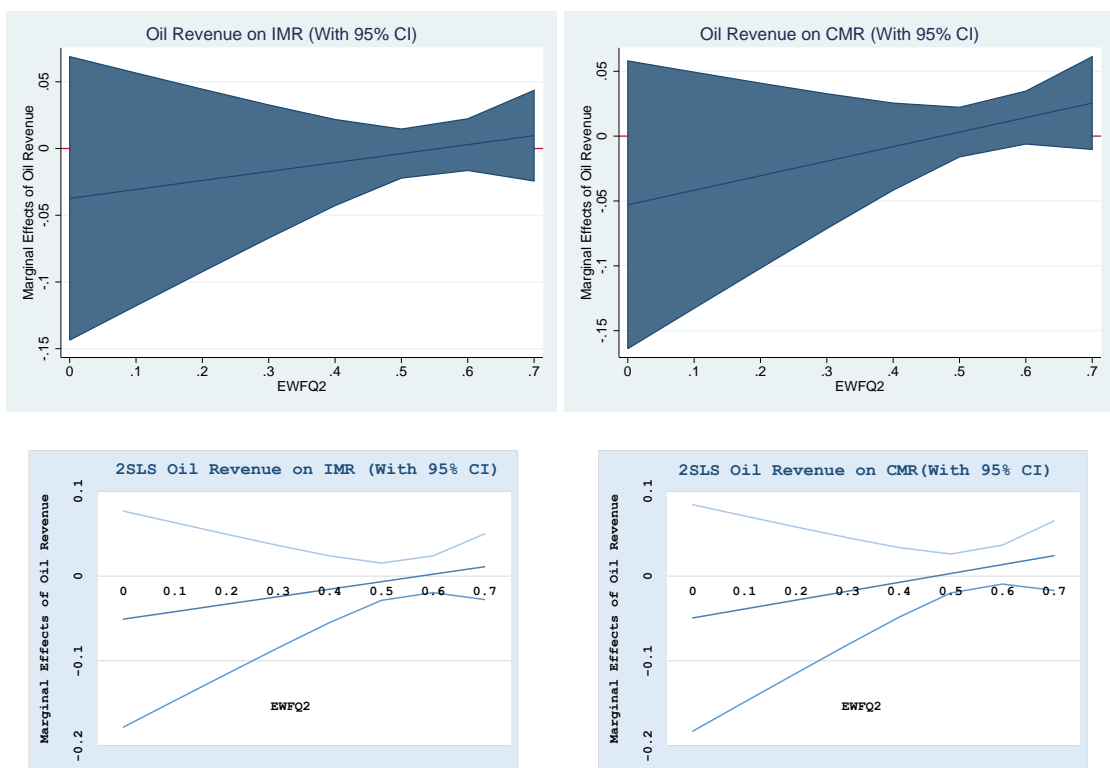 Oil Revenue on IMR (With 95% CI)
Marginal Effects of Oil Revenue
.05
0
-.05
-.1
-.15
0 .1 .2 .3 .4 .5 .6 .7
EWFQ2
Oil Revenue on CMR (With 95% CI)
Marginal Effects of Oil Revenue
.05
0
-.05
-.1
-.15
0 .1 .2 .3 .4 .5 .6 .7
EWFQ2
2SLS Oil Revenue on IMR (With 95% CI)
Marginal Effects of Oil Revenue
0.1
0
-0.1
-0.2
0 0.1 0.2 0.3 0.4 0.5 0.6 0.7
EWFQ2
2SLS Oil Revenue on CMR(With 95% CI)
Marginal Effects of Oil Revenue
0.1
0
-0.1
-0.2
0 0.1 0.2 0.3 0.4 0.5 0.6 0.7
EWFQ2